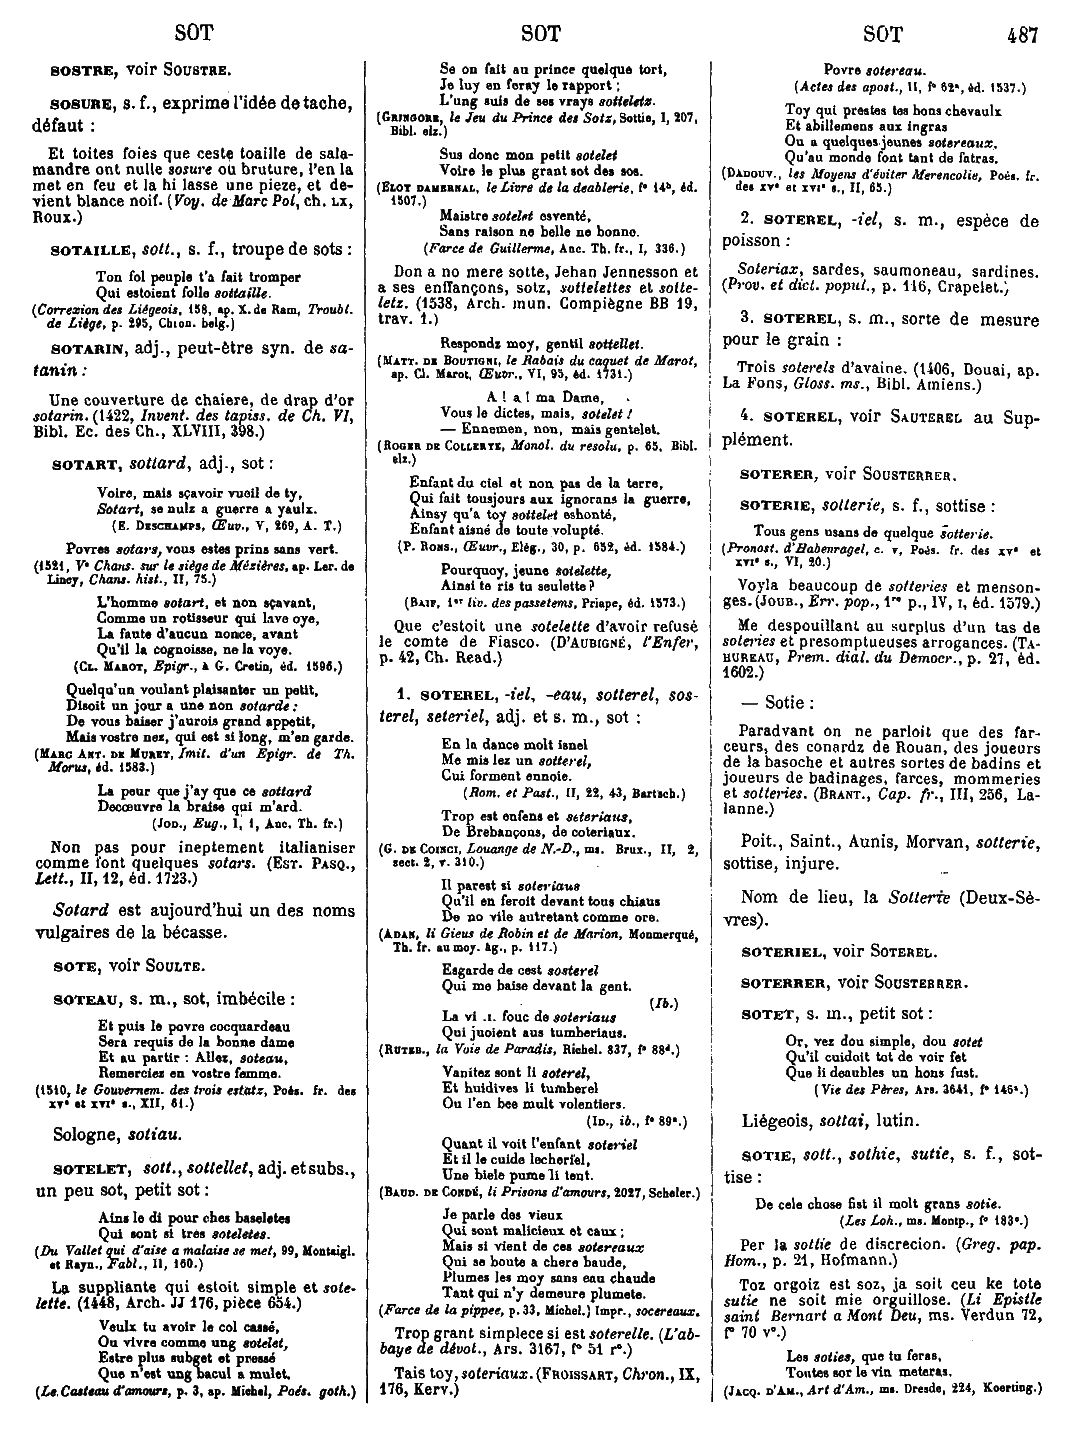 SOT
SOT
SOT 487
SOSTRE, voir SOUSTRE.
SOSURE, s. f., exprime l'idée de tache,
défaut :
Et toites foies que ceste toaille de sala-
mandre ont nulle sosure ou bruture, l'en la
met en feu et la hi lasse une pieze, et de-
vient blance noif. (Voy. de Marc Pol, ch. LX,
Roux.)
SOTAILLE, sott., s. f., troupe de sots :
Ton fol peuple t'a fait tromper
Qui estoient folle sottaille.
(Correxion des Liégeois, 158, ap. X. de Ram, Troubl.
de Liège, p. 295, Chron. belg.)
SOTARIN, adj., peut-être syn. de sa-
tanin :
Une couverture de chaiere, de drap d'or
sotarin. (1422, Invent. des tapiss. de Ch. VI,
Bibl. Ec. des Ch., XLVIII, 398.)
SOTART, sottard, adj., sot :
Voire, mais sçavoir vueil de ty,
Sotart, se nulz a guerre a yaulx.
(E. DESCHAMPS, Œuv., V, 269, A. T.)
Povres sotars, vous estes prins sans vert.
(1521, Ve Chans. sur le siège de Mézières, ap. Ler. de
Lincy, Chans. hist., II, 75.)
L'homme sotart, et non sçavant,
Comme un rotisseur qui lave oye,
La faute d'aucun nonce, avant
Qu'il la cognoisse, ne la voye.
(CL. MAROT, Epigr., à G. Cretin, éd. 1596.)
Quelqu'un voulant plaisanter un petit,
Disoit un jour a une non sotarde :
De vous baiser j'aurois grand appetit,
Mais vostre nez, qui est si long, m'en garde.
(MARC ANT. DE MURET, Imit. d'un Epigr. de Th.
Morus, éd. 1583.)
La peur que j'ay que ce sottard
Decouvre la braise qui m'ard.
(JOD., Eug., I, 1, Anc. Th. fr.)
Non pas pour ineptement italianiser
comme font quelques sotars. (EST. PASQ.,
Lett., II, 12, éd. 1723.)
Sotard est aujourd'hui un des noms
vulgaires de la bécasse.
SOTE, voir SOULTE.
SOTEAU, s. m., sot, imbécile :
Et puis le povre cocquardeau
Sera requis de la bonne dame
Et au partir : Allez, soteau,
Remerciez en vostre femme.
(1510, le Gouvernem. des trois estatz, Poés. fr. des
XVe et XVIe s., XII, 61.)
Sologne, sotiau.
SOTELET, sott., sottellet, adj. et subs.,
un peu sot, petit sot :
Ains le di pour ches baseletes
Qui sont si tres soteletes.
(Du Vallet qui d'aise a malaise se met, 99, Montaigl.
et Rayn., Fabl., II, 160.)
La suppliante qui estoit simple et sote-
lette. (1448, Arch. JJ 176, pièce 654.)
Veulx tu avoir le col cassé,
Ou vivre comme ung sotelet,
Estre plus subget et pressé
Que n'est ung bacul a mulet.
(Le Casteau d'amours, p. 3, ap. Michel, Poés. goth.)
Se on fait au prince quelque tort,
Je luy en feray le rapport ;
L'ung suis de ses vrays sotteletz.
(GRINGORE, le Jeu du Prince des Sotz, Sottie, I, 207,
Bibl. elz.)
Sus donc mon petit sotelet
Voire le plus grant sot des sos.
(ELOT DAMERNAL, le Livre de la deablerie, f° 14b, éd.
1507.)
Maistre sotelet esventé,
Sans raison ne belle ne bonne.
(Farce de Guillerme, Anc. Th. fr., I, 336.)
Don a no mere sotte, Jehan Jennesson et
a ses enffançons, sotz, sottelettes et sotte-
letz. (1538, Arch. mun. Compiègne BB 19,
trav. 1.)
Respondz moy, gentil sottellet.
(MATT. DE BOUTIGNI, le Rabais du caquet de Marot,
ap. Cl. Marot, Œuvr., VI, 95, éd. 1731.)
A ! a ! ma Dame,
Vous le dictes, mais, sotelet !
— Ennemen, non, mais gentelet.
(ROGER DE COLLERYE, Monol. du resolu, p. 65, Bibl.
elz.)
Enfant du ciel et non pas de la terre,
Qui fait tousjours aux ignorans la guerre,
Ainsy qu'a toy sottelet eshonté,
Enfant aisné de toute volupté.
(P. RONS., Œuvr., Elég., 30, p. 652, éd. 1584.)
Pourquoy, jeune sotelette,
Ainsi te ris tu seulette ?
(BAIF, 1er liv. des passetems, Priape, éd. 1573.)
Que c'estoit une sotelette d'avoir refusé
le comte de Fiasco. (D'AUBIGNÉ, l'Enfer,
p. 42, Ch. Read.)
1. SOTEREL, -iel, -eau, sotterel, sos-
terel, seteriel, adj. et s. m., sot :
En la dance molt isnel
Me mis lez un sotterel,
Cui forment ennoie.
(Rom. et Past., II, 22, 43, Bartsch.)
Trop est enfens et seteriaus,
De Brebançons, de coteriaux.
(G. DE COINCI, Louange de N.-D., ms. Brux., II, 2,
sect. 2, v. 310.)
Il parest si soteriaus
Qu'il en feroit devant tous chiaus
De no vile autretant comme ore.
(ADAN, li Gieus de Robin et de Marion, Monmerqué,
Th. fr. au moy. âg., p. 117.)
Esgarde de cest sosterel
Qui me baise devant la gent.
(Ib.)
La vi .I. fouc de soteriaus
Qui juoient aus tumberiaus.
(RUTEB., la Voie de Paradis, Richel. 837, f° 88d.)
Vanitez sont li soterel,
Et huidives li tumberel
Ou l'en bee mult volentiers.
(ID., ib., f° 89a.)
Quant il voit l'enfant soteriel
Et il le cuide lecheriel,
Une biele pume li tent.
(BAUD. DE CONDÉ, li Prisons d'amours, 2027, Scheler.)
Je parle des vieux
Qui sont malicieux et caux ;
Mais si vient de ces sotereaux
Qui se boute a chere baude,
Plumes les moy sans eau chaude
Tant qui n'y demeure plumete.
(Farce de la pippee, p. 33, Michel.) Impr., socereaux.
Trop grant simplece si est soterelle. (L'ab-
baye de dévot., Ars. 3167, f° 51 r°.)
Tais toy, soteriaux. (FROISSART, Chron., IX,
176, Kerv.)
Povre sotereau.
(Actes des apost., II, f° 62a, éd. 1537.)
Toy qui prestes tes bons chevaulx
Et abillemens aux ingras
Ou a quelques jeunes sotereaux,
Qu'au monde font tant de fatras.
(DADOUV., les Moyens d'éviter Merencolie, Poés. fr.
des XVe et XVIe s., II, 65.)
2. SOTEREL, -iel, s. m., espèce de
poisson :
Soteriax, sardes, saumoneau, sardines.
(Prov. et dict. popul., p. 116, Crapelet.)
3. SOTEREL, s. m., sorte de mesure
pour le grain :
Trois soterels d'avaine. (1406, Douai, ap.
La Fons, Gloss. ms., Bibl. Amiens.)
4. SOTEREL, voir SAUTEREL au Sup-
plément.
SOTERER, voir SOUSTERRER.
SOTERIE, sotterie, s. f., sottise :
Tous gens usans de quelque sotterie.
(Pronost. d'Habenragel, c. V, Poés. fr. des XVe et
XVIe s., VI, 20.)
Voyla beaucoup de sotteries et menson-
ges. (JOUB., Err. pop., 1re p., IV, I, éd. 1579.)
Me despouillant au surplus d'un tas de
soteries et presomptueuses arrogances. (TA-
HUREAU, Prem. dial. du Democr., p. 27, éd.
1602.)
— Sotie :
Paradvant on ne parloit que des far-
ceurs, des conardz de Rouan, des joueurs
de la basoche et autres sortes de badins et
joueurs de badinages, farces, mommeries
et sotteries. (BRANT., Cap. fr., III, 256, La-
lanne.)
Poit., Saint., Aunis, Morvan, sotterie,
sottise, injure.
Nom de lieu, la Sotterie (Deux-Sè-
vres).
SOTERIEL, voir SOTEREL.
SOTERRER, voir SOUSTERRER.
SOTET, s. m., petit sot :
Or, vez dou simple, dou sotet
Qu'il cuidoit tot de voir fet
Que li deables un hons fust.
(Vie des Pères, Ars. 3641, f° 146a.)
Liégeois, sottai, lutin.
SOTIE, sott., sothie, sutie, s. f., sot-
tise :
De cele chose fist il molt grans sotie.
(Les Loh., ms. Montp., f° 183a.)
Per la sottie de discrecion. (Greg. pap.
Hom., p. 21, Hofmann.)
Toz orgoiz est soz, ja soit ceu ke tote
sutie ne soit mie orguillose. (Li Epistle
saint Bernart a Mont Deu, ms. Verdun 72,
f° 70 v°.)
Les soties, que tu feras,
Toutes sor le vin meteras.
(JACQ. D'AM., Art d'Am., ms. Dresde, 224, Koerting.)